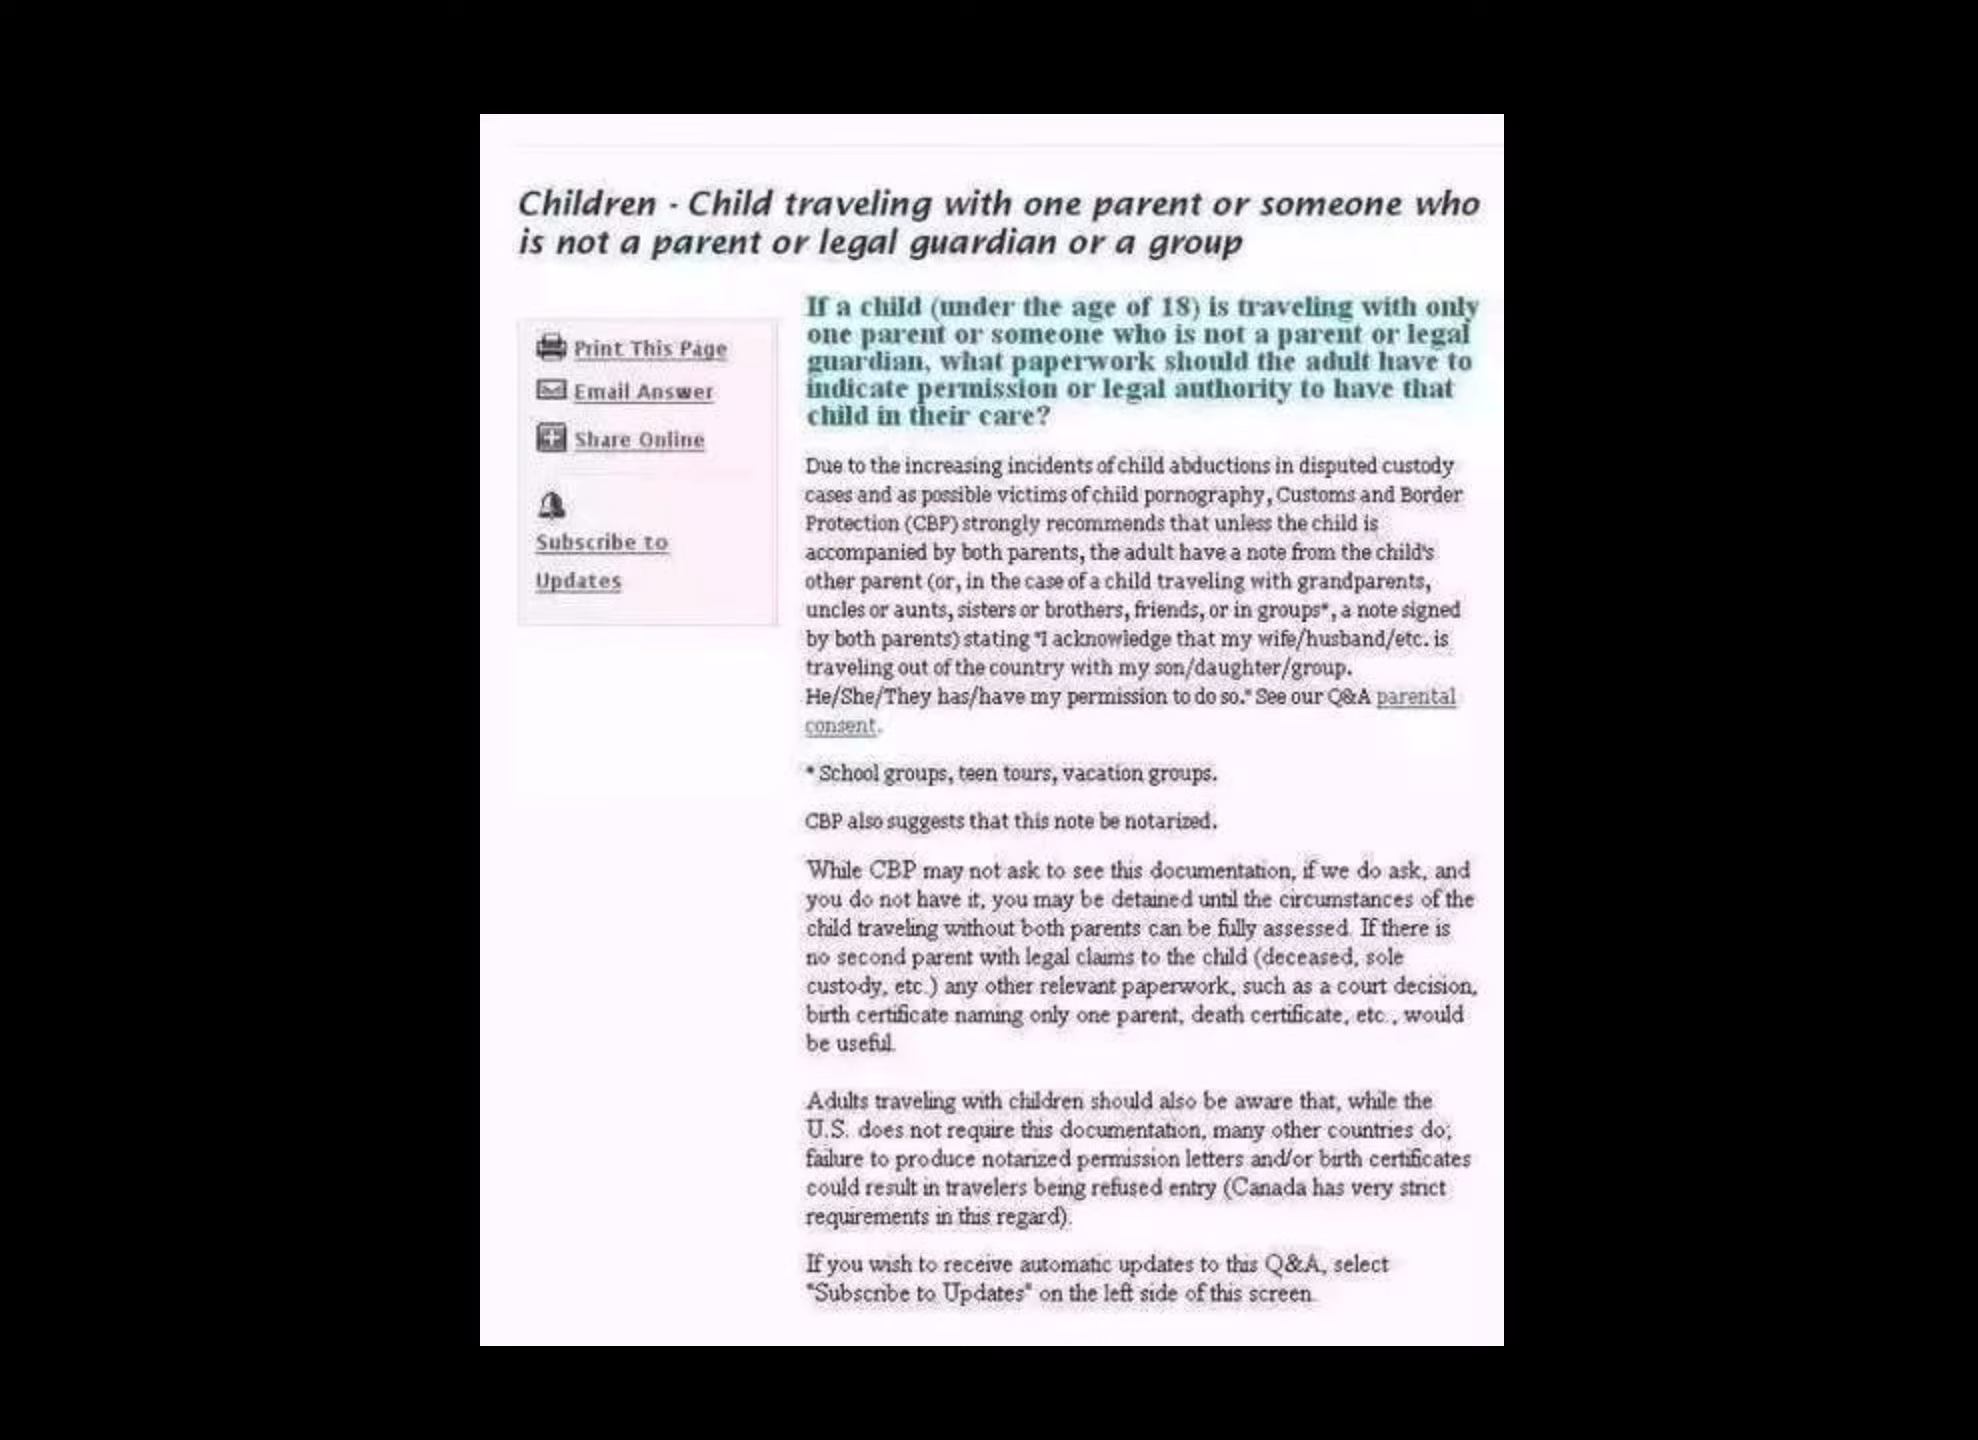 Children - Child traveling with one parent or someone who
is not a parent or legal guardian or a group
Print This Page
Email Answer
Share Online
Subscribe to
Updates
If a child (under the age of 18) is traveling with only
one parent or someone who is not a parent or legal
guardian, what paperwork should the adult have to
indicate permission or legal authority to have that
child in their care?
Due to the increasing incidents of child abductions in disputed custody
cases and as possible victims of child pornography, Customs and Border
Protection (CBP) strongly recommends that unless the child is
accompanied by both parents, the adult have a note from the child's
other parent (or, in the case of a child traveling with grandparents,
uncles or aunts, sisters or brothers, friends, or in groups*, a note signed
by both parents) stating "I acknowledge that my wife/husband/etc. is
traveling out of the country with my son/daughter/group.
He/She/They has/have my permission to do so." See our Q&A parental
consent.
* School groups, teen tours, vacation groups.
CBP also suggests that this note be notarized.
While CBP may not ask to see this documentation, if we do ask, and
you do not have it, you may be detained until the circumstances of the
child traveling without both parents can be fully assessed. If there is
no second parent with legal claims to the child (deceased, sole
custody, etc.) any other relevant paperwork, such as a court decision,
birth certificate naming only one parent, death certificate, etc., would
be useful.
Adults traveling with children should also be aware that, while the
U.S. does not require this documentation, many other countries do;
failure to produce notarized permission letters and/or birth certificates
could result in travelers being refused entry (Canada has very strict
requirements in this regard).
If you wish to receive automatic updates to this Q&A, select
"Subscribe to Updates" on the left side of this screen.